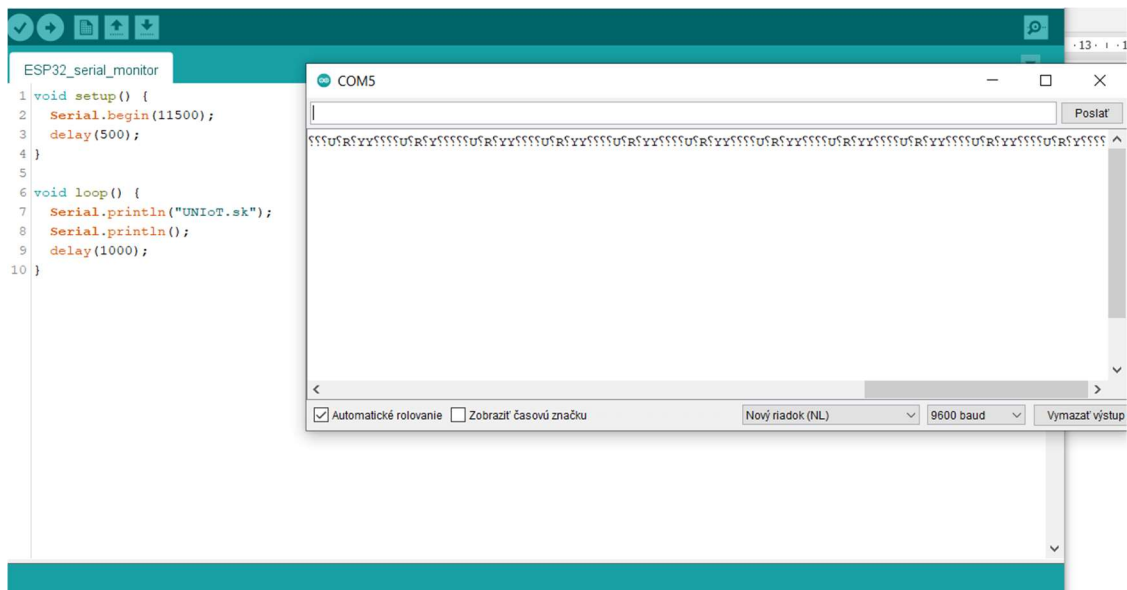 ESP32_serial_monitor
1 void setup() {
2 Serial.begin(11500);
3 delay(500);
4 }
5
6 void loop() {
7 Serial.println("UNIoT.sk");
8 Serial.println();
9 delay(1000);
10 }
COM5
Poslať
Automatické rolovanie
Zobraziť časovú značku
Nový riadok (NL)
9600 baud
Vymazať výstup